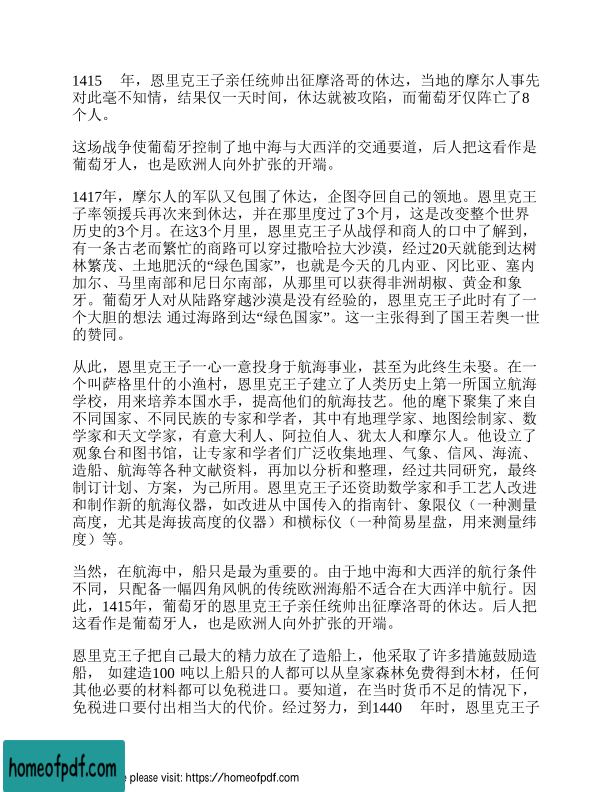 1415 年，恩里克王子亲任统帅出征摩洛哥的休达，当地的摩尔人事先
对此毫不知情，结果仅一天时间，休达就被攻陷，而葡萄牙仅阵亡了8
个人。
这场战争使葡萄牙控制了地中海与大西洋的交通要道，后人把这看作是
葡萄牙人，也是欧洲人向外扩张的开端。
1417年，摩尔人的军队又包围了休达，企图夺回自己的领地。恩里克王
子率领援兵再次来到休达，并在那里度过了3个月，这是改变整个世界
历史的3个月。在这3个月里，恩里克王子从战俘和商人的口中了解到，
有一条古老而繁忙的商路可以穿过撒哈拉大沙漠，经过20天就能到达树
林繁茂、土地肥沃的“绿色国家”，也就是今天的几内亚、冈比亚、塞内
加尔、马里南部和尼日尔南部，从那里可以获得非洲胡椒、黄金和象
牙。葡萄牙人对从陆路穿越沙漠是没有经验的，恩里克王子此时有了一
个大胆的想法 通过海路到达“绿色国家”。这一主张得到了国王若奥一世
的赞同。
从此，恩里克王子一心一意投身于航海事业，甚至为此终生未娶。在一
个叫萨格里什的小渔村，恩里克王子建立了人类历史上第一所国立航海
学校，用来培养本国水手，提高他们的航海技艺。他的麾下聚集了来自
不同国家、不同民族的专家和学者，其中有地理学家、地图绘制家、数
学家和天文学家，有意大利人、阿拉伯人、犹太人和摩尔人。他设立了
观象台和图书馆，让专家和学者们广泛收集地理、气象、信风、海流、
造船、航海等各种文献资料，再加以分析和整理，经过共同研究，最终
制订计划、方案，为己所用。恩里克王子还资助数学家和手工艺人改进
和制作新的航海仪器，如改进从中国传入的指南针、象限仪（一种测量
高度，尤其是海拔高度的仪器）和横标仪（一种简易星盘，用来测量纬
度）等。
当然，在航海中，船只是最为重要的。由于地中海和大西洋的航行条件
不同，只配备一幅四角风帆的传统欧洲海船不适合在大西洋中航行。因
此，1415年，葡萄牙的恩里克王子亲任统帅出征摩洛哥的休达。后人把
这看作是葡萄牙人，也是欧洲人向外扩张的开端。
恩里克王子把自己最大的精力放在了造船上，他采取了许多措施鼓励造
船， 如建造100 吨以上船只的人都可以从皇家森林免费得到木材，任何
其他必要的材料都可以免税进口。要知道，在当时货币不足的情况下，
免税进口要付出相当大的代价。经过努力，到1440 年时，恩里克王子
homeofpdf.com
please visit: https://homeofpdf.com